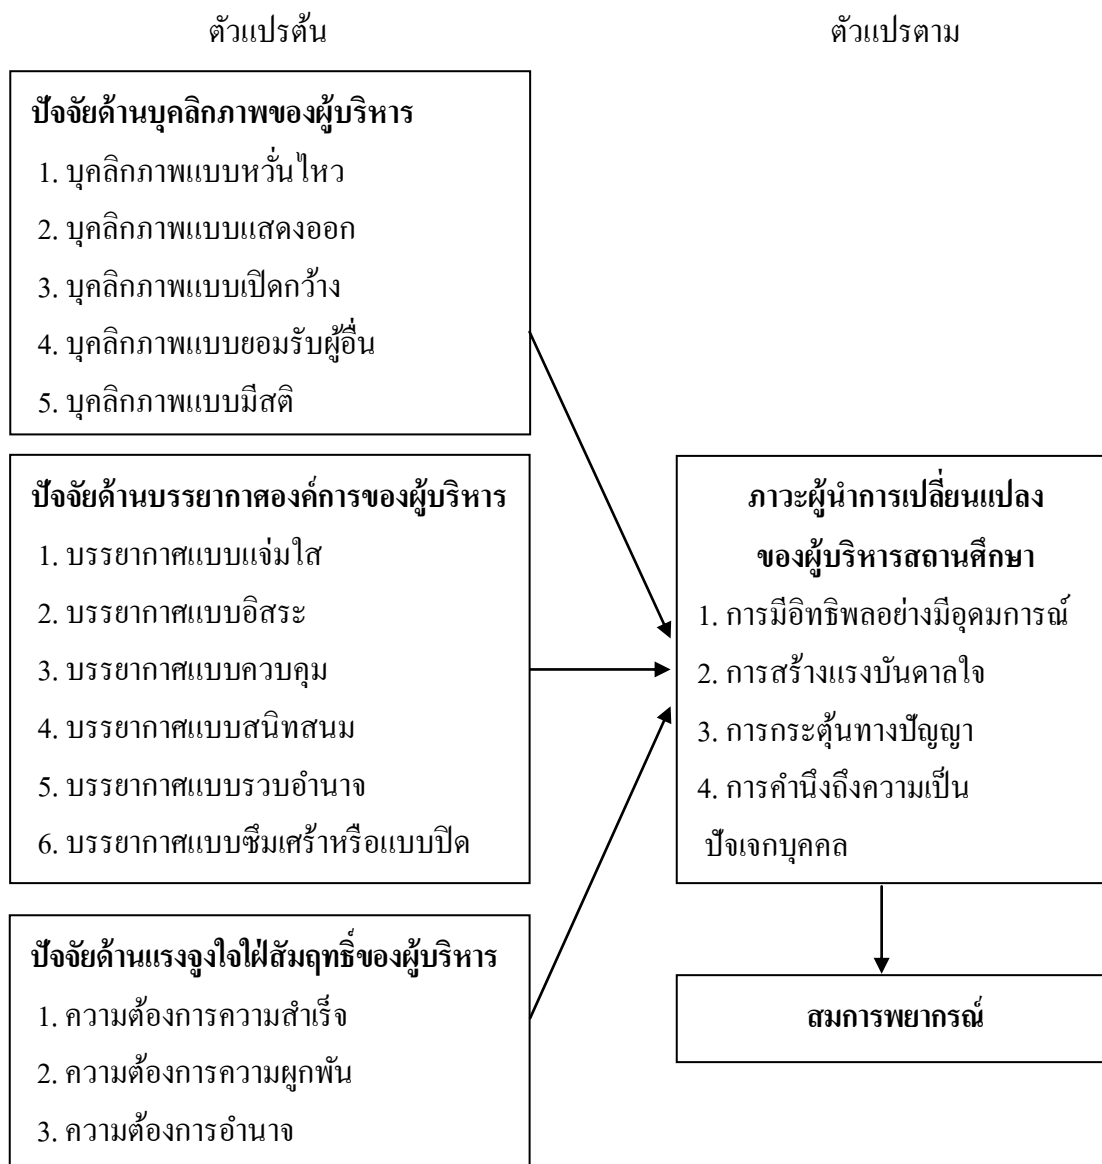 ตัวแปรต้น
ตัวแปรตาม
ปัจจัยด้านบุคลิกภาพของผู้บริหาร
1. บุคลิกภาพแบบหวั่นไหว
2. บุคลิกภาพแบบแสดงออก
3. บุคลิกภาพแบบเปิดกว้าง
4. บุคลิกภาพแบบยอมรับผู้อื่น
5. บุคลิกภาพแบบมีสติ
ปัจจัยด้านบรรยากาศองค์การของผู้บริหาร
1. บรรยากาศแบบแจ่มใส
2. บรรยากาศแบบอิสระ
3. บรรยากาศแบบควบคุม
4. บรรยากาศแบบสนิทสนม
5. บรรยากาศแบบรวบอำนาจ
6. บรรยากาศแบบซึมเศร้าหรือแบบปิด
ปัจจัยด้านแรงจูงใจใฝ่สัมฤทธิ์ของผู้บริหาร
1. ความต้องการความสำเร็จ
2. ความต้องการความผูกพัน
3. ความต้องการอำนาจ
ภาวะผู้นำการเปลี่ยนแปลง
ของผู้บริหารสถานศึกษา
1. การมีอิทธิพลอย่างมีอุดมการณ์
2. การสร้างแรงบันดาลใจ
3. การกระตุ้นทางปัญญา
4. การคำนึงถึงความเป็น
ปัจเจกบุคคล
สมการพยากรณ์